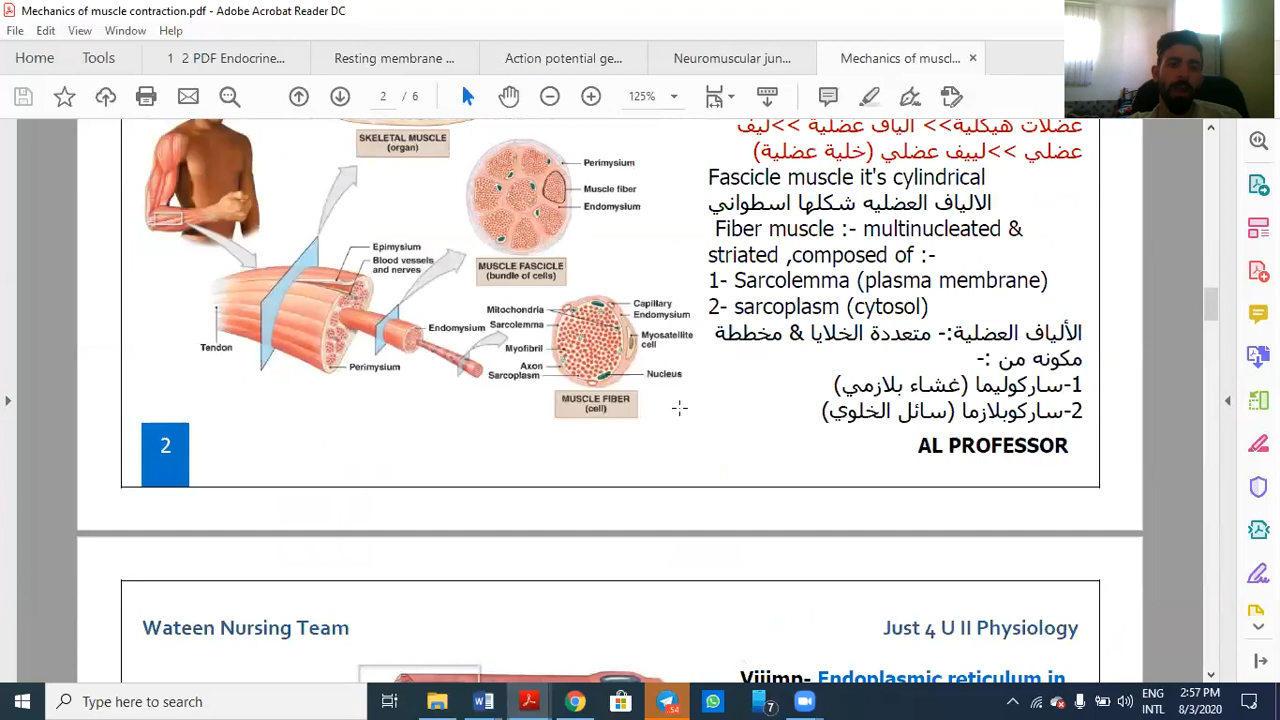 Mechanics of muscle contraction.pdf - Adobe Acrobat Reader DC
File Edit View Window Help
Home Tools 1 2 PDF Endocrine... Resting membrane ... Action potential ge... Neuromuscular jun... Mechanics of muscl... ×
2 / 6 125%
SKELETAL MUSCLE
(organ)
Perimysium
Muscle fiber
Endomysium
MUSCLE FASCICLE
(bundle of cells)
Epimysium
Blood vessels
and nerves
Endomysium
Tendon
Perimysium
Mitochondria
Sarcolemma
Myofibril
Axon
Sarcoplasm
Capillary
Endomysium
Myosatellite
cell
Nucleus
MUSCLE FIBER
(cell)
عضلات هيكلية>> ألياف عضلية >>ليف
عضلي >>لييف عضلي (خلية عضلية)
Fascicle muscle it's cylindrical
الالياف العضليه شكلها اسطواني
Fiber muscle :- multinucleated &
striated ,composed of :-
1- Sarcolemma (plasma membrane)
2- sarcoplasm (cytosol)
الألياف العضلية:- متعددة الخلايا & مخططة
مكونه من :-
1-ساركوليما (غشاء بلازمي)
2-ساركوبلازما (سائل الخلوي)
2
AL PROFESSOR
Wateen Nursing Team
Just 4 U II Physiology
Viiimp- Endoplasmic reticulum in
Type here to search
54
7
ENG
INTL
2:57 PM
8/3/2020